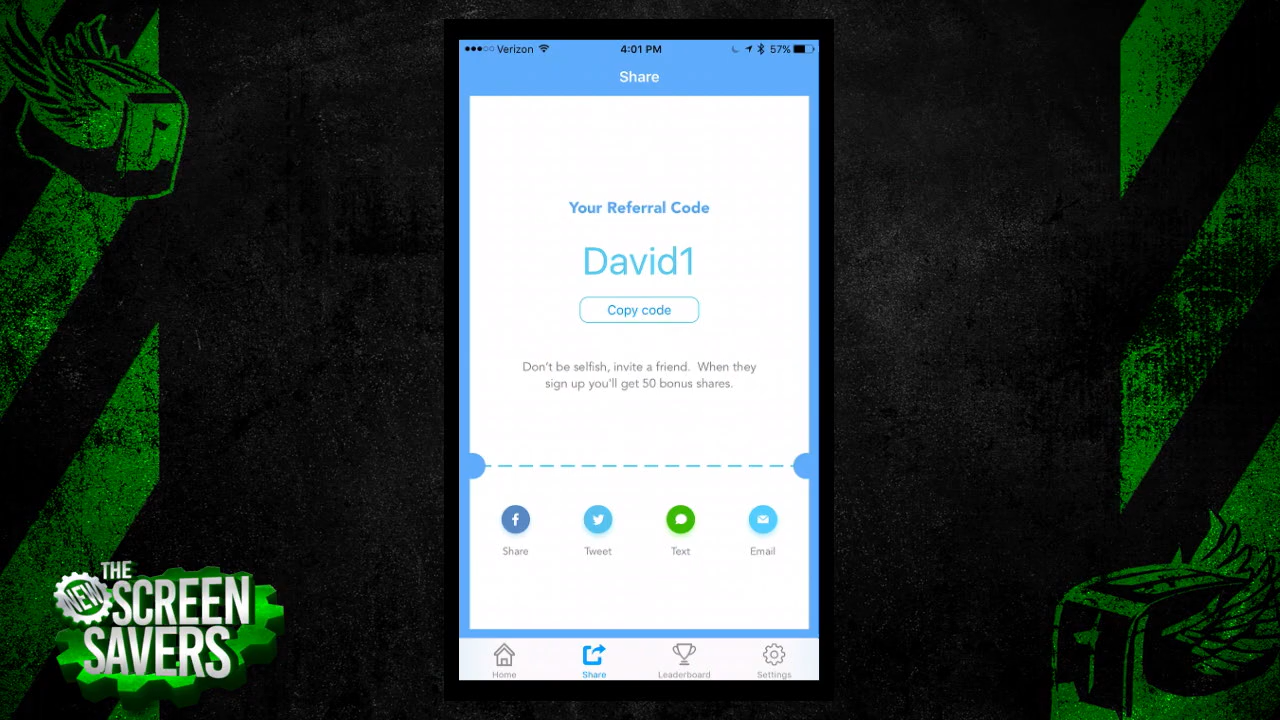 Verizon 4:01 PM 57%
Share
Your Referral Code
David1
Copy code
Don't be selfish, invite a friend. When they
sign up you'll get 50 bonus shares.
Share Tweet Text Email
Home Share Leaderboard Settings
THE
NEW SCREEN
SAVERS